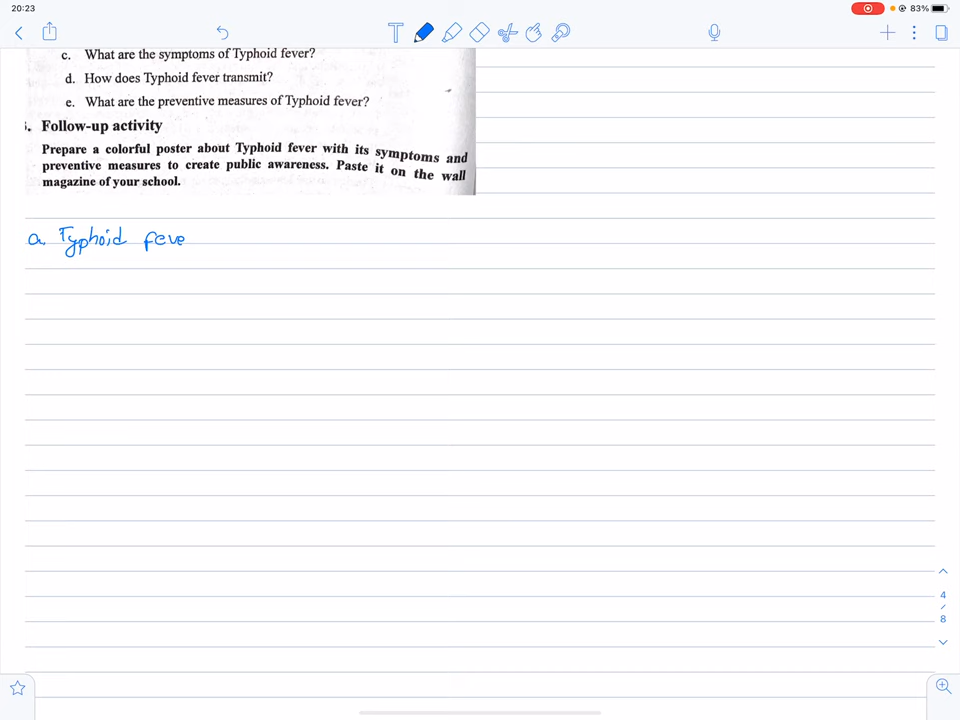 20:23
83%
c. What are the symptoms of Typhoid fever?
d. How does Typhoid fever transmit?
e. What are the preventive measures of Typhoid fever?
. Follow-up activity
Prepare a colorful poster about Typhoid fever with its symptoms and
preventive measures to create public awareness. Paste it on the wall
magazine of your school.
a. Typhoid feve
4
/
8